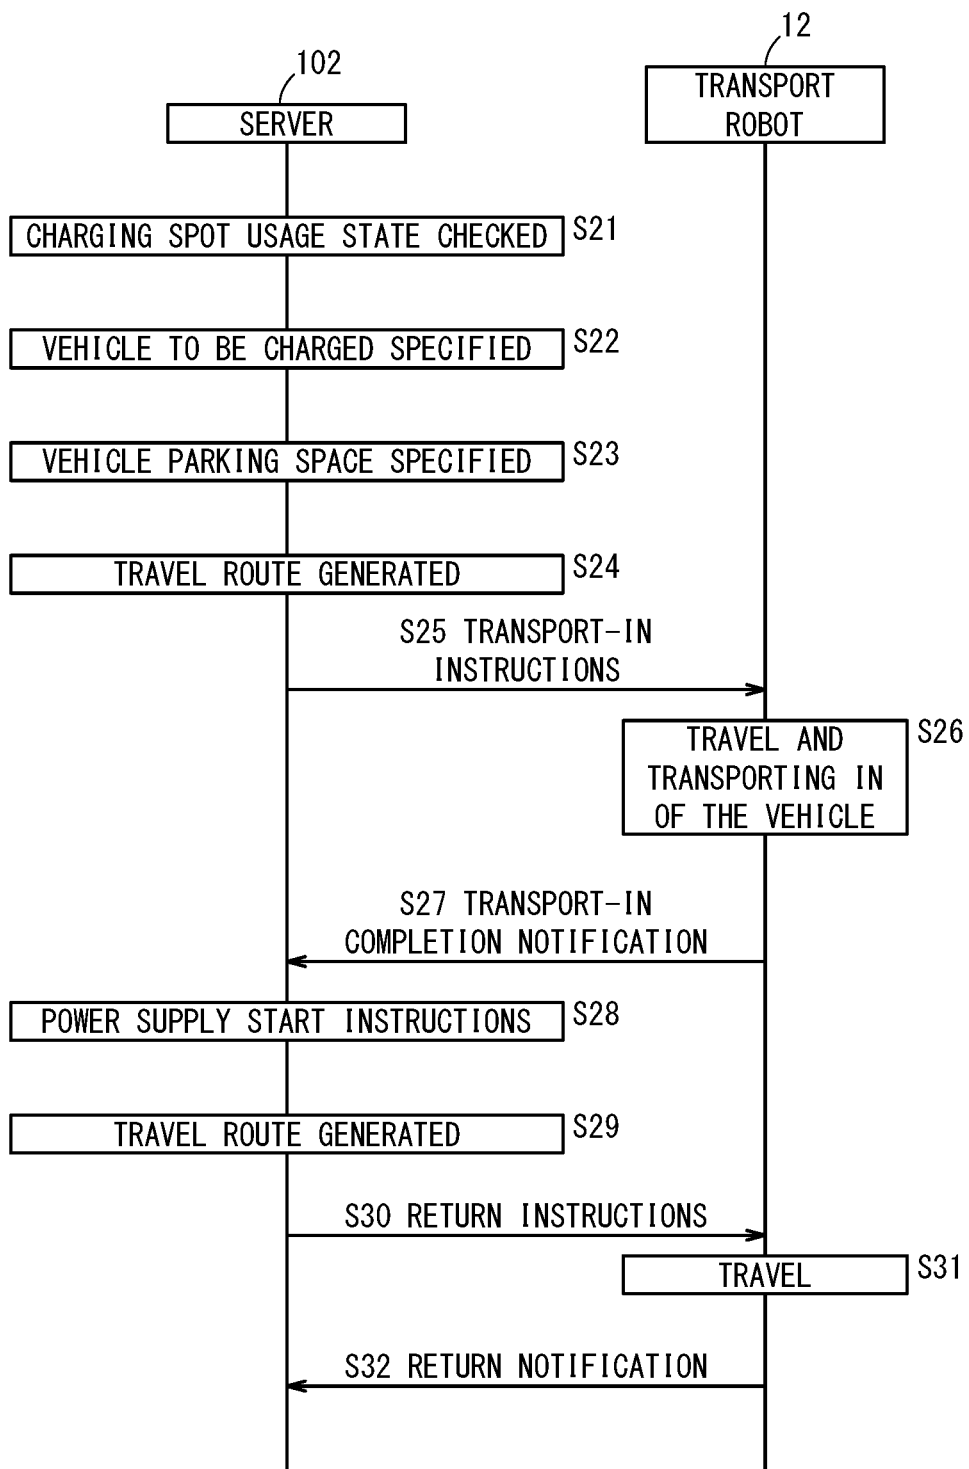 12
102
TRANSPORT
ROBOT
SERVER
CHARGING SPOT USAGE STATE CHECKED S21
VEHICLE TO BE CHARGED SPECIFIED S22
VEHICLE PARKING SPACE SPECIFIED S23
TRAVEL ROUTE GENERATED S24
S25 TRANSPORT-IN
INSTRUCTIONS
S26
TRAVEL AND
TRANSPORTING IN
OF THE VEHICLE
S27 TRANSPORT-IN
COMPLETION NOTIFICATION
POWER SUPPLY START INSTRUCTIONS S28
TRAVEL ROUTE GENERATED S29
S30 RETURN INSTRUCTIONS
TRAVEL S31
S32 RETURN NOTIFICATION